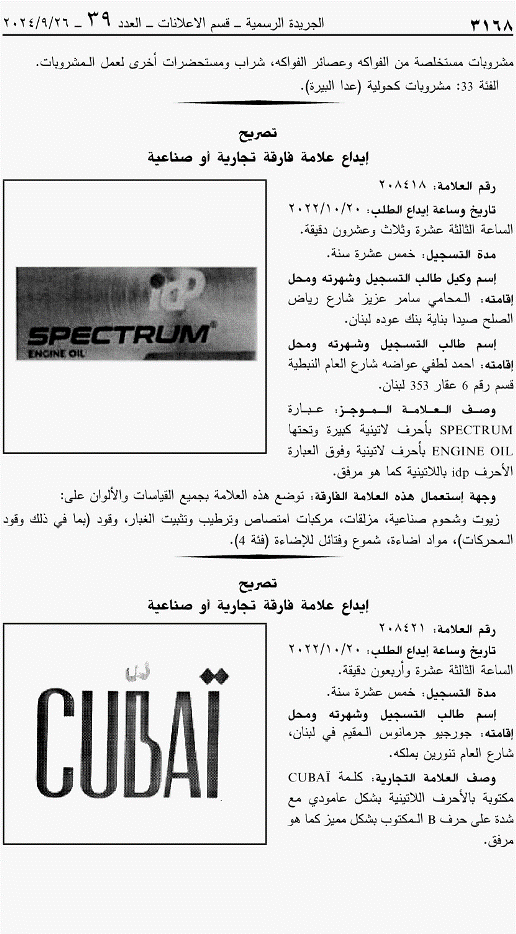 ٣١٦٨
الجريدة الرسمية ــ قسم الاعلانات ــ العدد ٣٩ ــ ٢٠٢٤/٩/٢٦
مشروبات مستخلصة من الفواكه وعصائر الفواكه، شراب ومستحضرات أخرى لعمل المشروبات.
الفئة 33: مشروبات كحولية (عدا البيرة).
تصريح
إيداع علامة فارقة تجارية أو صناعية
رقم العلامة: ٢٠٨٤١٨
تاريخ وساعة إيداع الطلب: ٢٠٢٢/١٠/٢٠
الساعة الثالثة عشرة وثلاث وعشرون دقيقة.
مدة التسجيل: خمس عشرة سنة.
إسم وكيل طالب التسجيل وشهرته ومحل
إقامته: المحامي سامر عزيز شارع رياض
الصلح صيدا بناية بنك عوده لبنان.
إسم طالب التسجيل وشهرته ومحل
إقامته: احمد لطفي عواضه شارع العام النبطية
قسم رقم 6 عقار 353 لبنان.
وصف العلامة الموجز: عبارة
SPECTRUM بأحرف لاتينية كبيرة وتحتها
ENGINE OIL بأحرف لاتينية وفوق العبارة
الأحرف idp باللاتينية كما هو مرفق.
idp
SPECTRUM®
ENGINE OIL
وجهة إستعمال هذه العلامة الفارقة: توضع هذه العلامة بجميع القياسات والألوان على:
زيوت وشحوم صناعية، مزلقات، مركبات امتصاص وترطيب وتثبيت الغبار، وقود (بما في ذلك وقود
المحركات)، مواد اضاءة، شموع وفتائل للإضاءة (فئة 4).
تصريح
إيداع علامة فارقة تجارية أو صناعية
رقم العلامة: ٢٠٨٤٢١
تاريخ وساعة إيداع الطلب: ٢٠٢٢/١٠/٢٠
الساعة الثالثة عشرة وأربعون دقيقة.
مدة التسجيل: خمس عشرة سنة.
إسم طالب التسجيل وشهرته ومحل
إقامته: جورجيو جرمانوس المقيم في لبنان،
شارع العام تنورين بملكه.
وصف العلامة التجارية: كلمة CUBAÏ
مكتوبة بالأحرف اللاتينية بشكل عامودي مع
شدة على حرف B المكتوب بشكل مميز كما هو
مرفق.
CUBAÏ